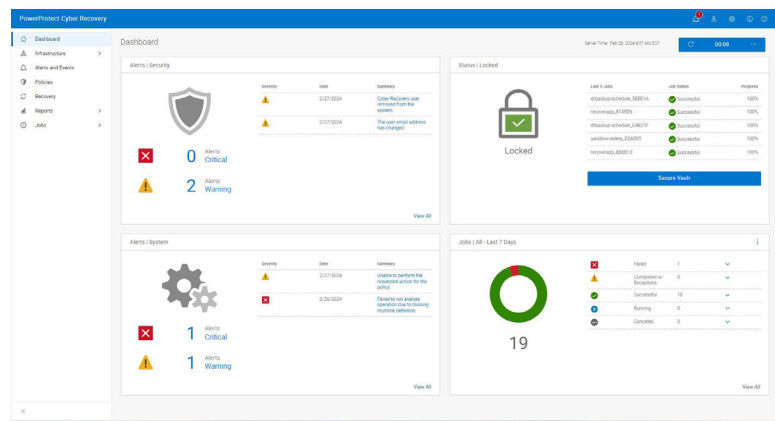 PowerProtect Cyber Recovery
Dashboard
Infrastructure
Alerts and Events
Policies
Recovery
Reports
Jobs
Dashboard
Server Time: Feb 28, 2024 8:57 AM EST
00:08
Alerts | Security
Severity Date Summary
2/27/2024 Cyber Recovery user
removed from the
system.
2/27/2024 The user email address
has changed
0 Alerts
Critical
2 Alerts
Warning
View All
Status | Locked
Locked
Last 5 Jobs Job Status Progress
Successful 100%
Successful 100%
Successful 100%
Successful 100%
Successful 100%
Secure Vault
Alerts | System
Severity Date Summary
2/27/2024 Unable to perform the
requested action for the
policy.
2/26/2024 Failed to run analyze
operation due to missing
multilink definition.
1 Alerts
Critical
1 Alerts
Warning
View All
Jobs | All - Last 7 Days
19
Failed 1
Completed w/ 0
Exceptions
Successful 18
Running 0
Canceled 0
View All